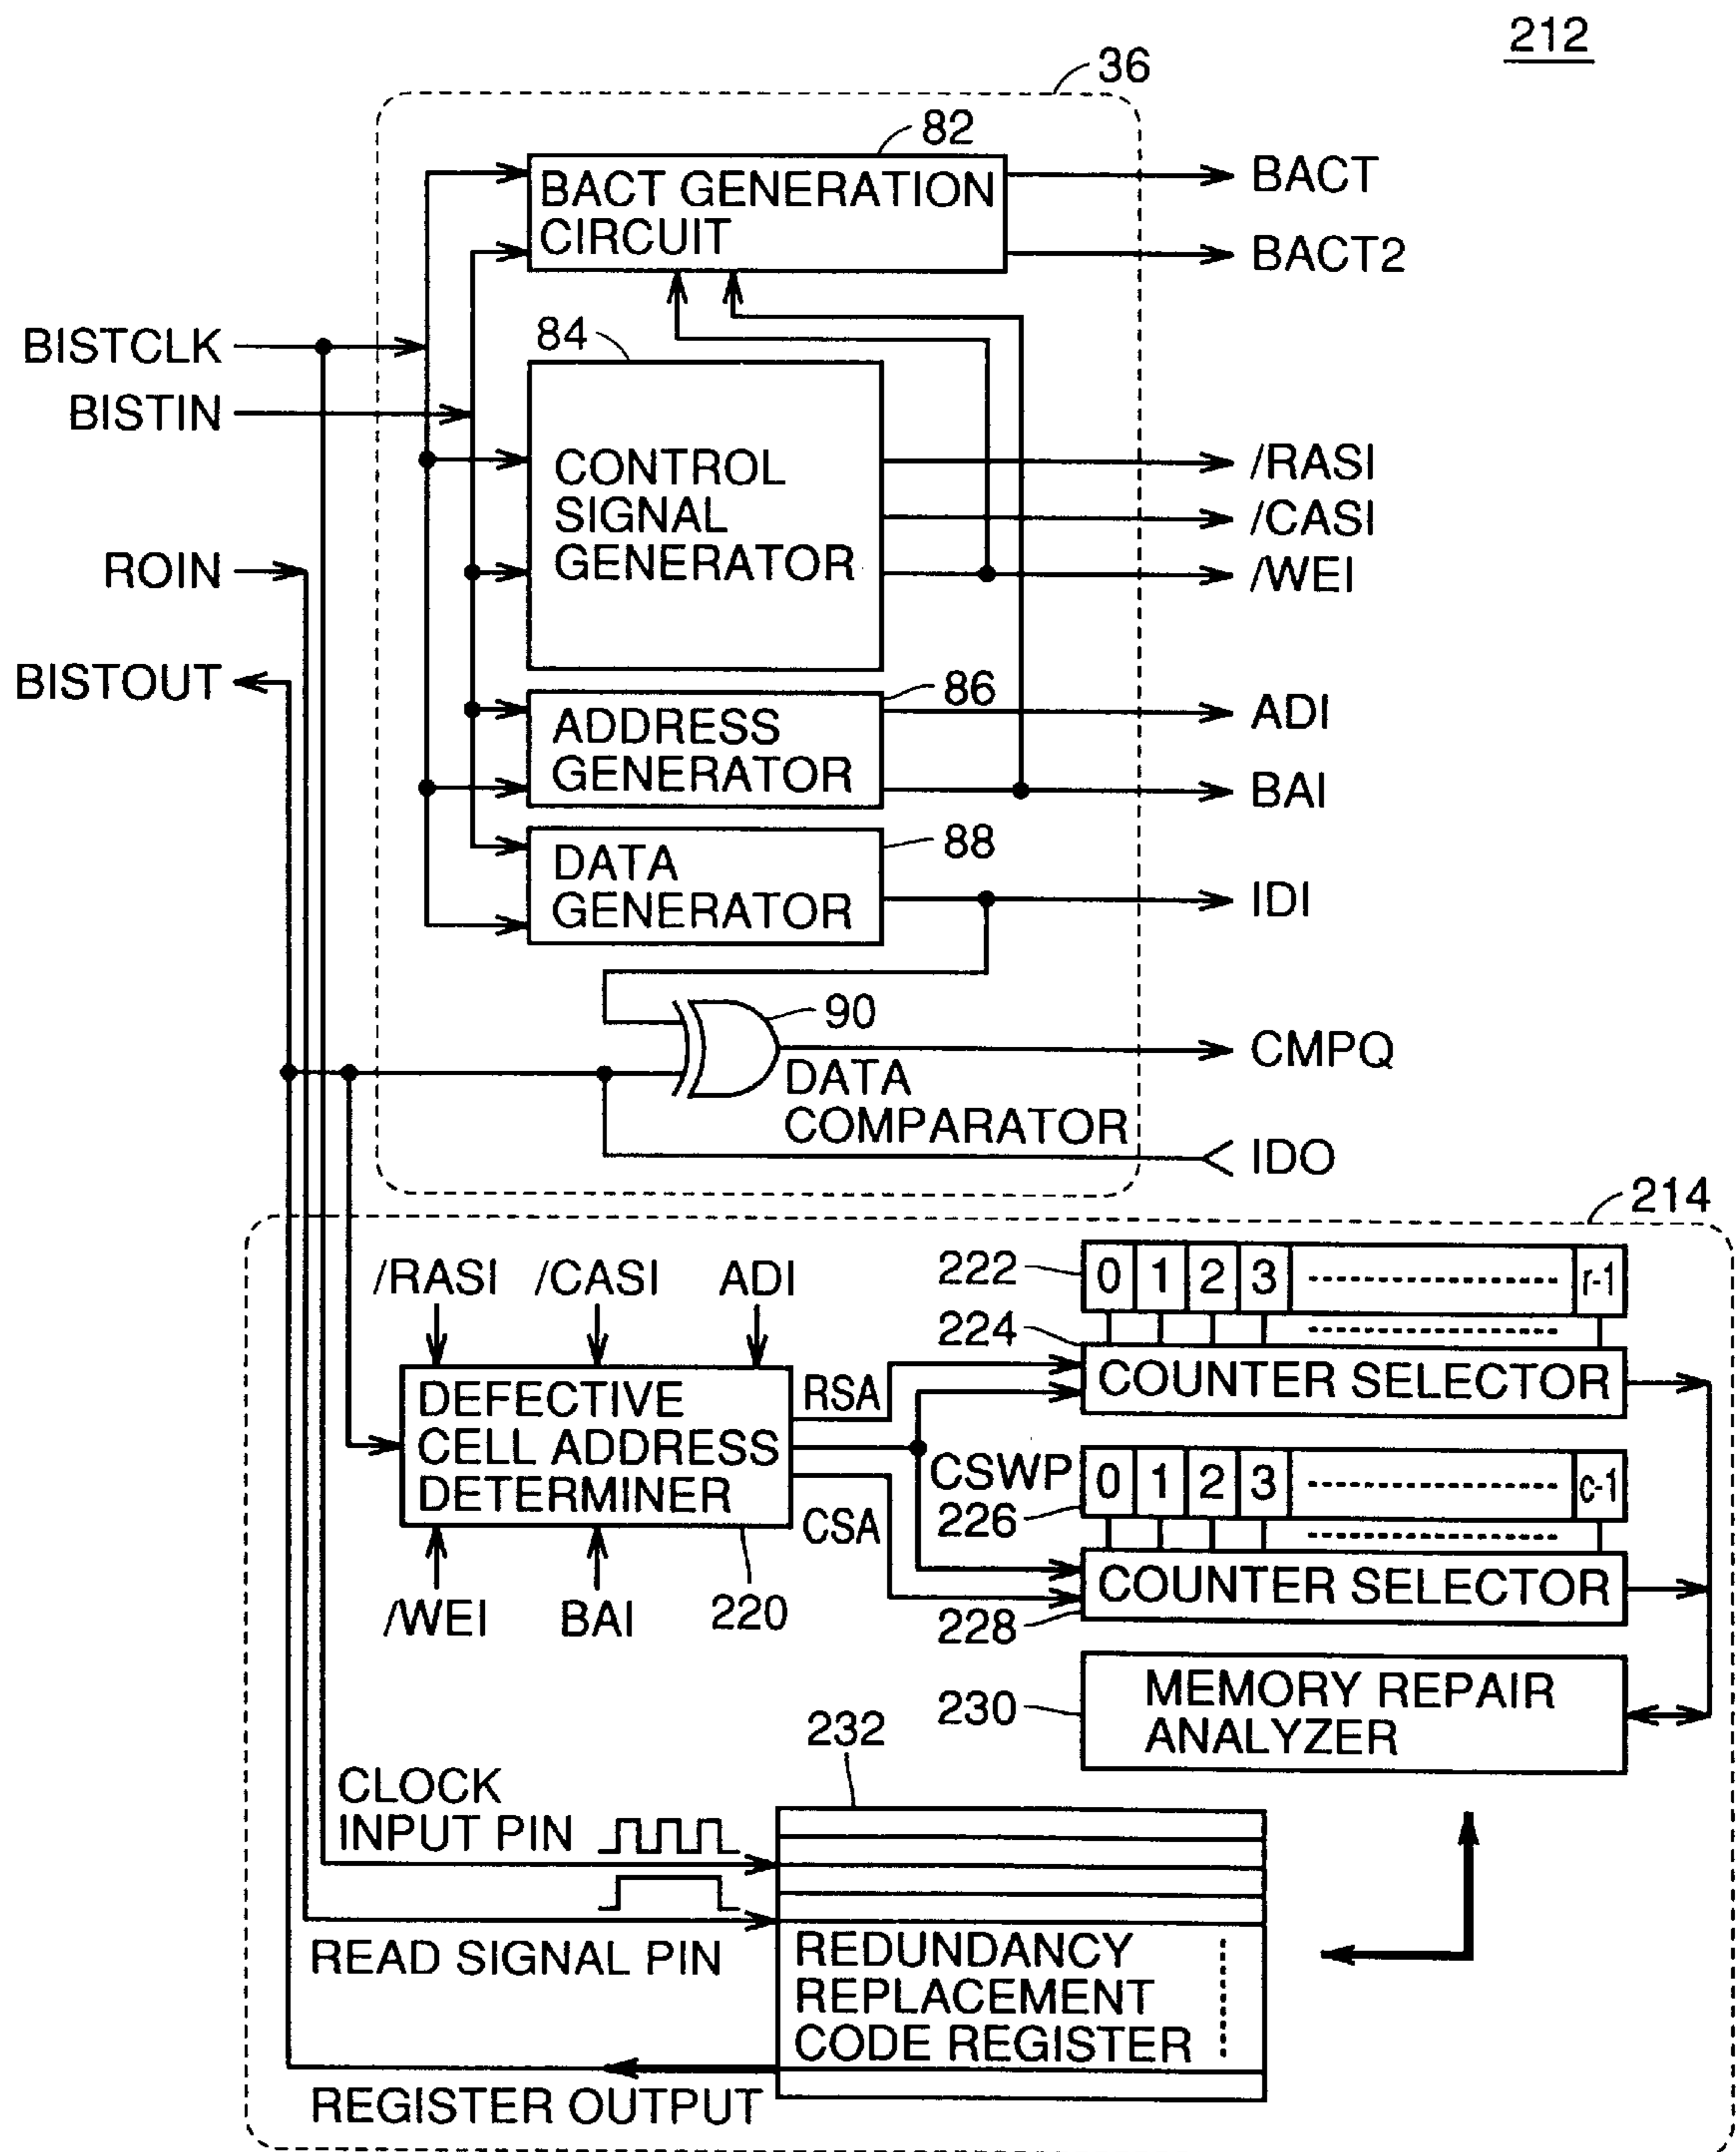 212
36
82
BACT GENERATION
CIRCUIT
BACT
BACT2
BISTCLK
84
BISTIN
CONTROL
SIGNAL
GENERATOR
/RASI
/CASI
/WEI
ROIN
BISTOUT
86
ADDRESS
GENERATOR
ADI
BAI
88
DATA
GENERATOR
IDI
90
CMPQ
DATA
COMPARATOR
IDO
214
/RASI
/CASI
ADI
222
0 1 2 3 r-1
224
COUNTER SELECTOR
DEFECTIVE
CELL ADDRESS
DETERMINER
RSA
CSWP
CSA
226
0 1 2 3 c-1
228
COUNTER SELECTOR
/WEI
BAI
220
230
MEMORY REPAIR
ANALYZER
232
CLOCK
INPUT PIN
READ SIGNAL PIN
REDUNDANCY
REPLACEMENT
CODE REGISTER
REGISTER OUTPUT